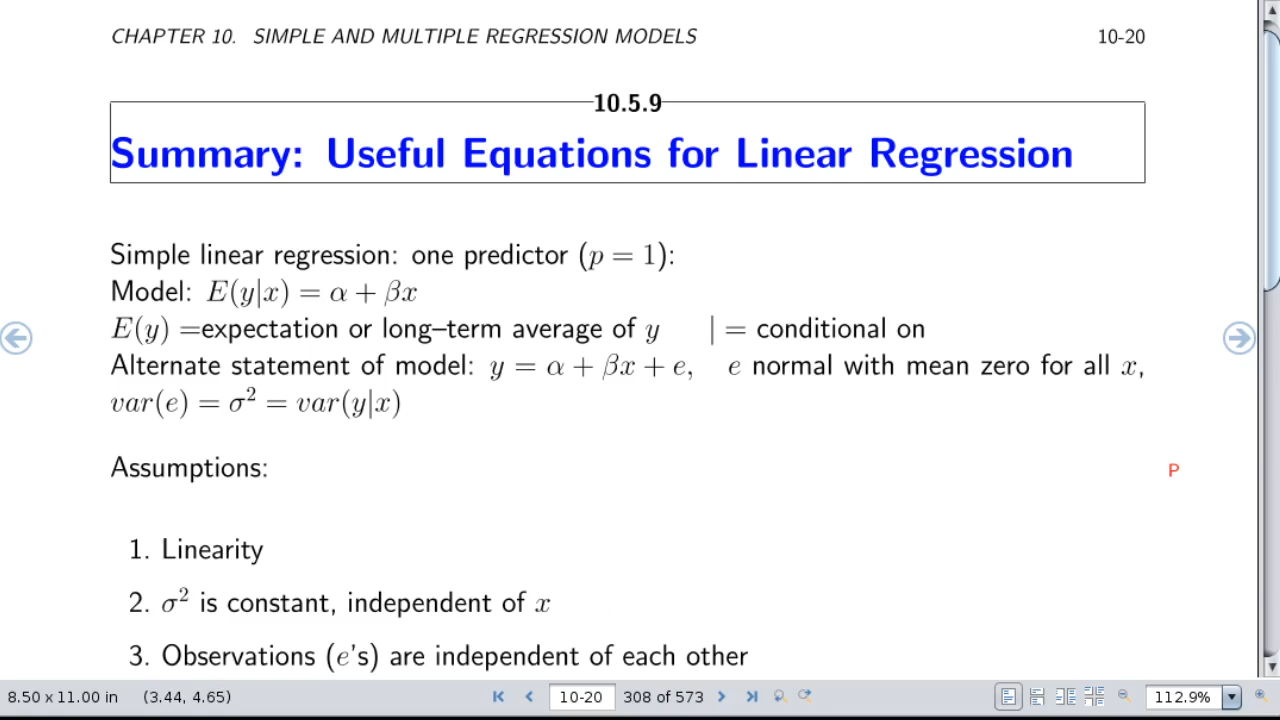 CHAPTER 10. SIMPLE AND MULTIPLE REGRESSION MODELS 10-20
10.5.9
Summary: Useful Equations for Linear Regression
Simple linear regression: one predictor (p = 1):
Model: E(y|x) = α + βx
E(y) =expectation or long–term average of y | = conditional on
Alternate statement of model: y = α + βx + e, e normal with mean zero for all x,
var(e) = σ² = var(y|x)
Assumptions:
P
1. Linearity
2. σ² is constant, independent of x
3. Observations (e's) are independent of each other
8.50 x 11.00 in (3.44, 4.65) 10-20 308 of 573 112.9%